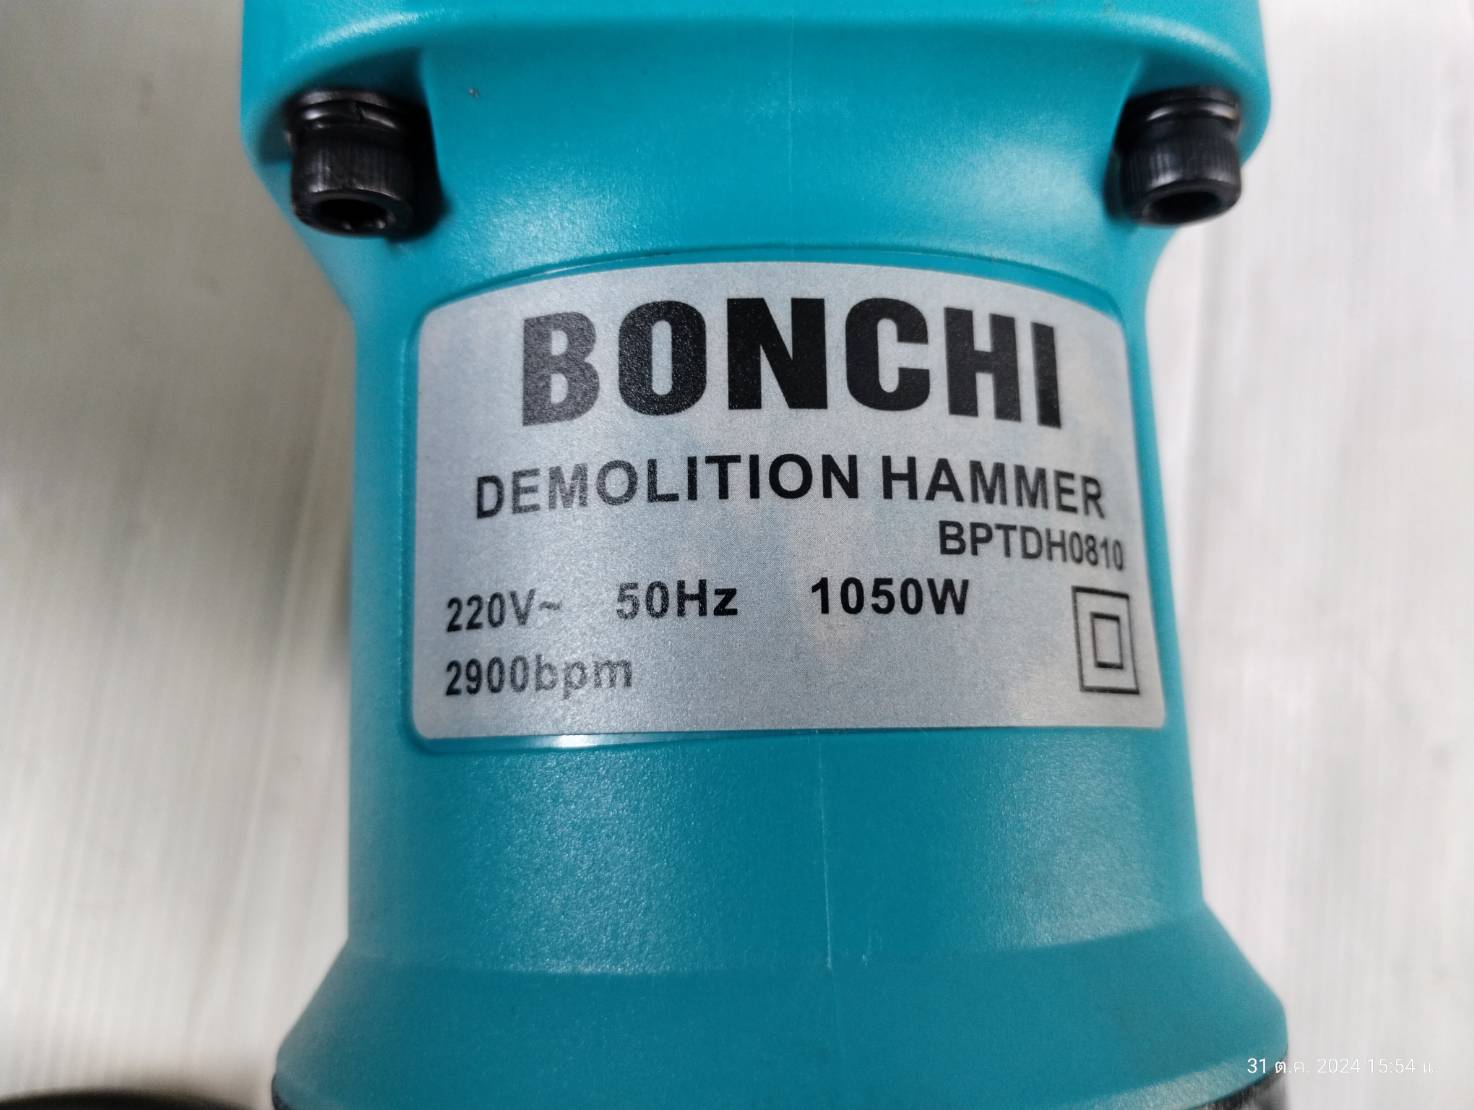 BONCHI
DEMOLITION HAMMER
BPTDH0810
220V~ 50Hz 1050W
2900bpm
31 ต.ค. 2024 15:54 น.